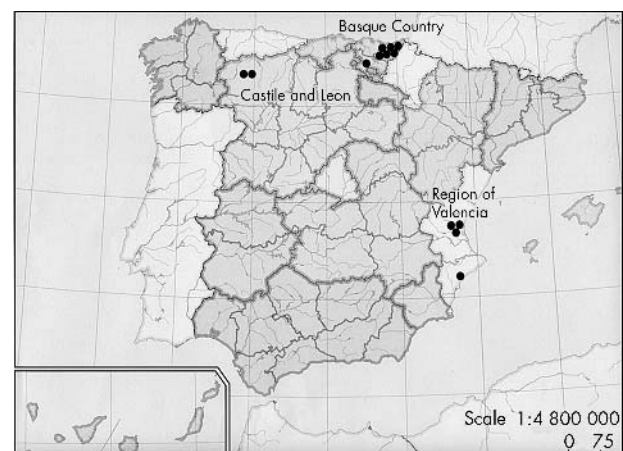 Basque Country
Castile and Leon
Region of
Valencia
Scale 1:4 800 000
0 75